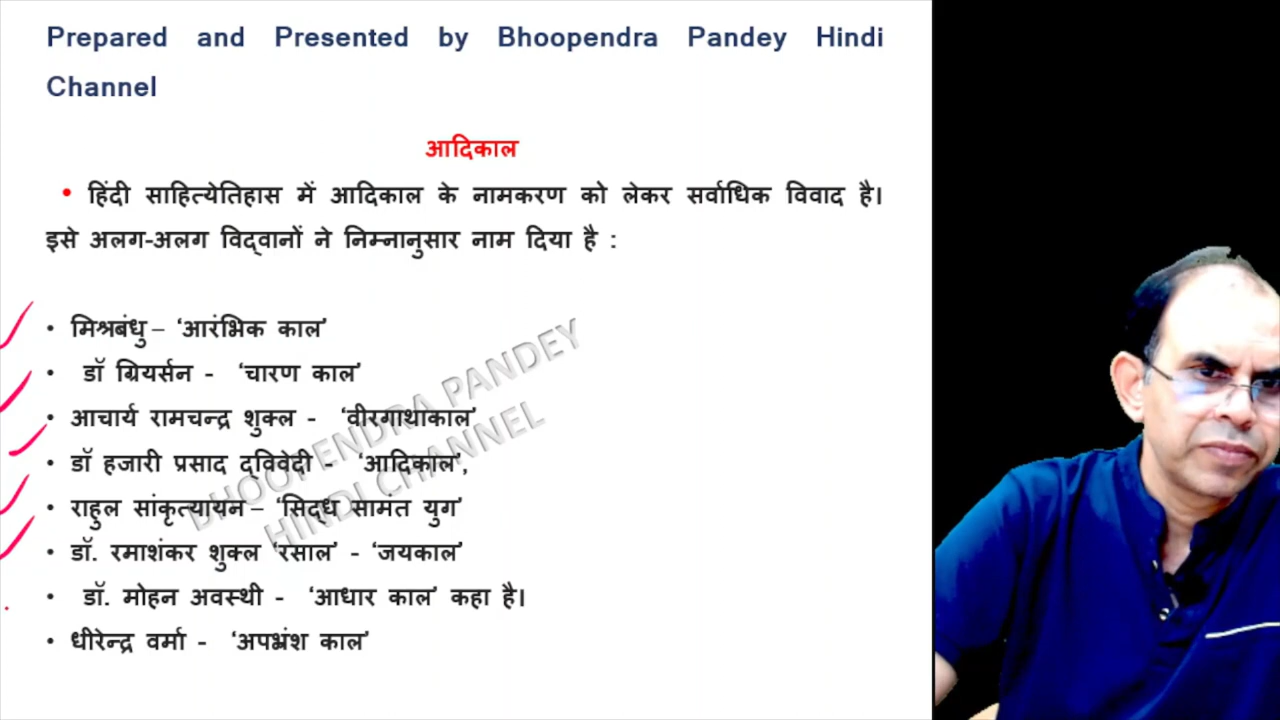 Prepared and Presented by Bhoopendra Pandey Hindi
Channel
आदिकाल
• हिंदी साहित्येतिहास में आदिकाल के नामकरण को लेकर सर्वाधिक विवाद है।
इसे अलग-अलग विद्वानों ने निम्नानुसार नाम दिया है :
• मिश्रबंधु – ‘आरंभिक काल’
• डॉ ग्रियर्सन - ‘चारण काल’
• आचार्य रामचन्द्र शुक्ल - ‘वीरगाथाकाल’
• डॉ हजारी प्रसाद द्विवेदी - ‘आदिकाल’,
• राहुल सांकृत्यायन – ‘सिद्ध सामंत युग’
• डॉ. रमाशंकर शुक्ल ‘रसाल’ - ‘जयकाल’
• डॉ. मोहन अवस्थी - ‘आधार काल’ कहा है।
• धीरेन्द्र वर्मा - ‘अपभ्रंश काल’
BHOOPENDRA PANDEY
HINDI CHANNEL